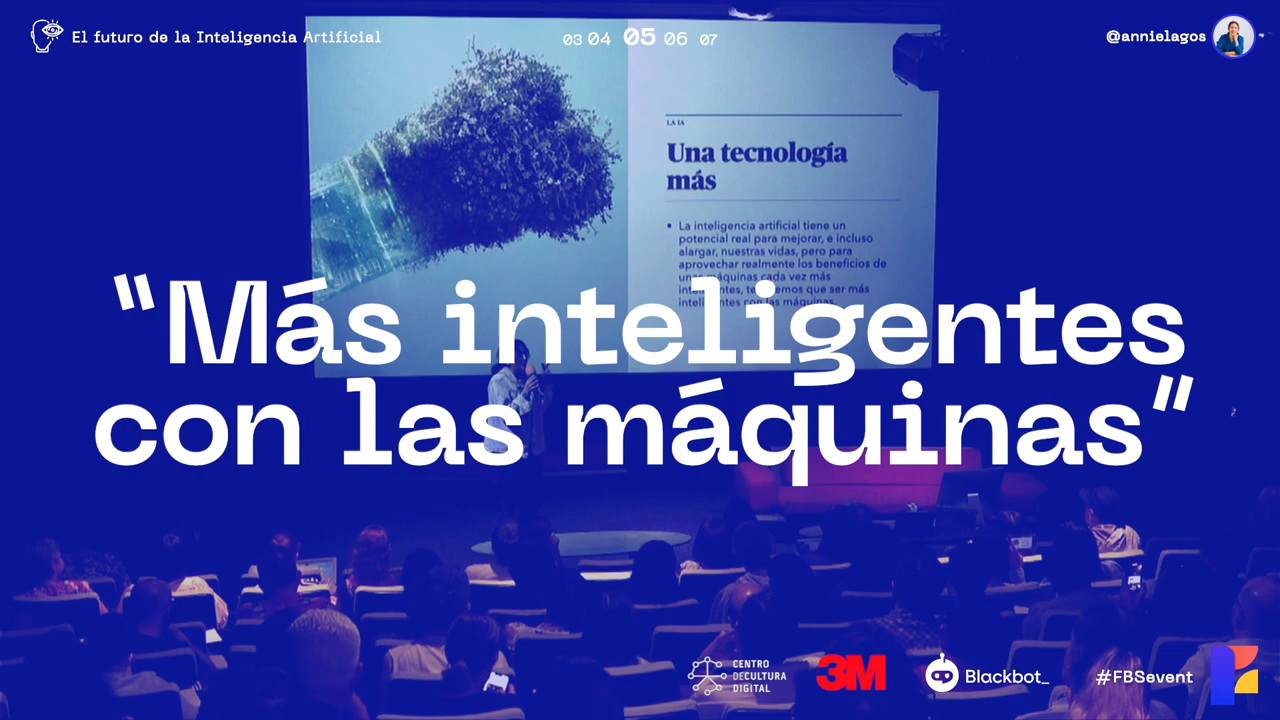 El futuro de la Inteligencia Artificial
03 04 05 06 07
@annielagos
LA IA
Una tecnología
más
• La inteligencia artificial tiene un
potencial real para mejorar, e incluso
alargar, nuestras vidas, pero para
aprovechar realmente los beneficios de
unas máquinas cada vez más
inteligentes, tenemos que ser más
inteligentes con las máquinas.
“Más inteligentes
con las máquinas”
CENTRO
DECULTURA
DIGITAL
3M
Blackbot_
#FBSevent